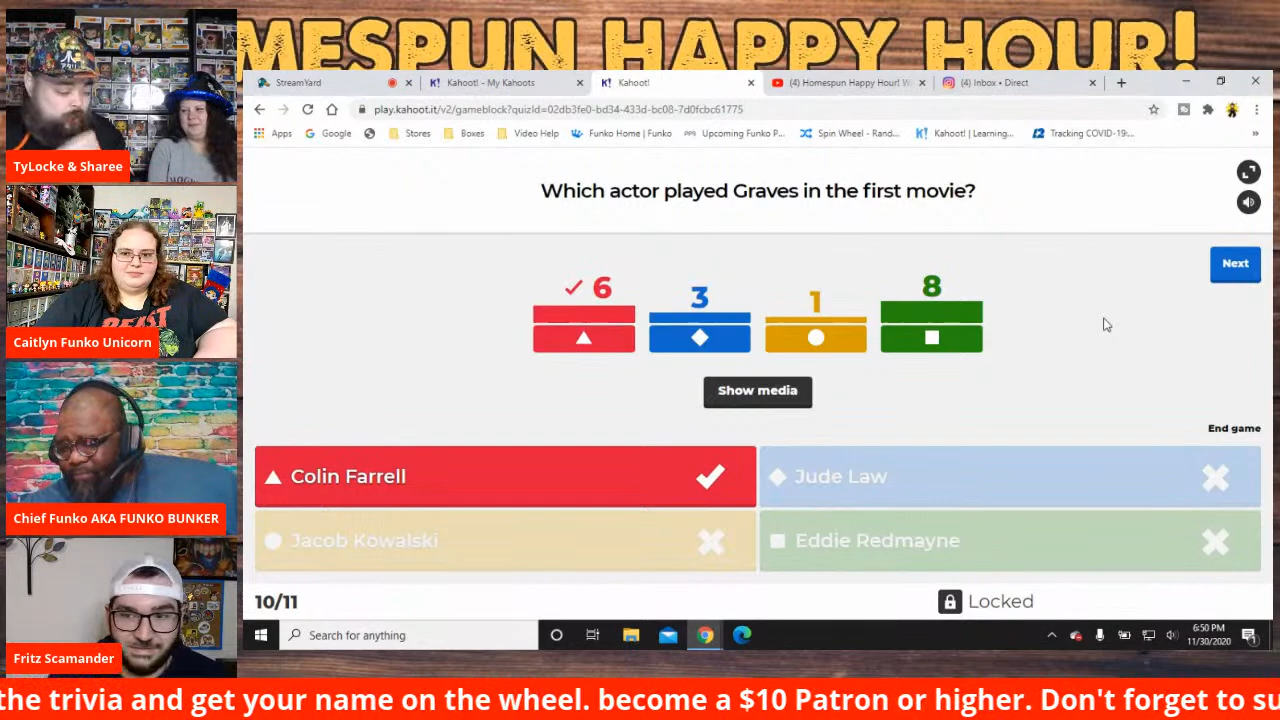 MESPUN HAPPY HOUR!
StreamYard
Kahoot! - My Kahoots
Kahoot!
(4) Homespun Happy Hour! W
(4) Inbox • Direct
play.kahoot.it/v2/gameblock?quizId=02db3fe0-bd34-433d-bc08-7d0fcbc61775
Apps
Google
Stores
Boxes
Video Help
Funko Home | Funko
Upcoming Funko P...
Spin Wheel - Rand...
Kahoot! | Learning...
Tracking COVID-19:...
TyLocke & Sharee
Caitlyn Funko Unicorn
BEAST
Chief Funko AKA FUNKO BUNKER
Fritz Scamander
Which actor played Graves in the first movie?
Next
6
3
1
8
Show media
End game
Colin Farrell
Jude Law
Jacob Kowalski
Eddie Redmayne
10/11
Locked
Search for anything
6:50 PM
11/30/2020
the trivia and get your name on the wheel. become a $10 Patron or higher. Don't forget to su